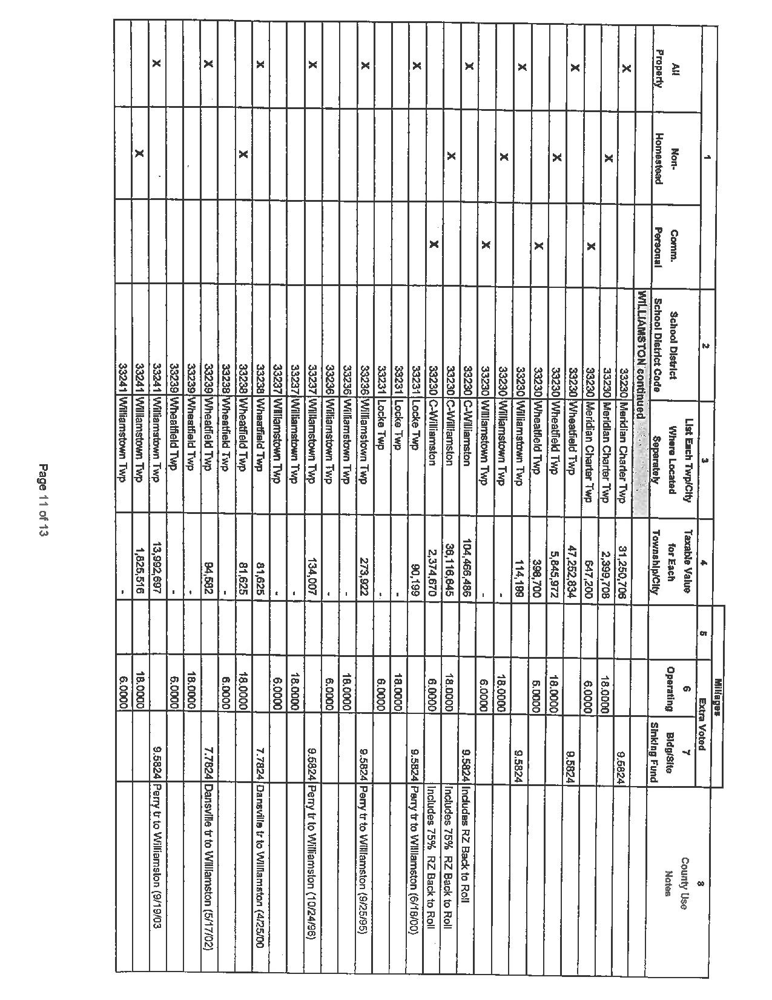 Millages
1 2 3 4 5 6 7 8
Extra Voted
All Property
Non-Homestead
Comm. Personal
School District School District Code
List Each Twp/City Where Located Separately
Taxable Value for Each Township/City
Operating
Bldg/Site Sinking Fund
County Use Notes
WILLIAMSTON continued
X 33230 Meridian Charter Twp 31,250,706 9.5824
X 33230 Meridian Charter Twp 2,399,708 18.0000
X 33230 Meridian Charter Twp 647,200 6.0000
X 33230 Wheatfield Twp 47,252,834 9.5824
X 33230 Wheatfield Twp 5,845,972 18.0000
X 33230 Wheatfield Twp 398,700 6.0000
X 33230 Williamstown Twp 114,199 9.5824
X 33230 Williamstown Twp - 18.0000
X 33230 Williamstown Twp - 6.0000
X 33230 C-Williamston 104,466,486 9.5824 Includes RZ Back to Roll
X 33230 C-Williamston 36,116,645 18.0000 Includes 75% RZ Back to Roll
X 33230 C-Williamston 2,374,670 6.0000 Includes 75% RZ Back to Roll
X 33231 Locke Twp 90,199 9.5824 Perry tr to Williamston (6/18/00)
33231 Locke Twp - 18.0000
33231 Locke Twp - 6.0000
X 33236 Williamstown Twp 273,922 9.5824 Perry tr to Williamston (9/25/95)
33236 Williamstown Twp - 18.0000
33236 Williamstown Twp - 6.0000
X 33237 Williamstown Twp 134,007 9.5824 Perry tr to Williamston (10/24/96)
33237 Williamstown Twp - 18.0000
33237 Williamstown Twp - 6.0000
X 33238 Wheatfield Twp 81,625 7.7824 Dansville tr to Williamston (4/25/00
X 33238 Wheatfield Twp 81,625 18.0000
33238 Wheatfield Twp - 6.0000
X 33239 Wheatfield Twp 94,582 7.7824 Dansville tr to Williamston (5/17/02)
33239 Wheatfield Twp - 18.0000
33239 Wheatfield Twp - 6.0000
X 33241 Williamstown Twp 13,992,697 9.5824 Perry tr to Williamston (9/19/03
X 33241 Williamstown Twp 1,825,516 18.0000
33241 Williamstown Twp - 6.0000
Page 11 of 13